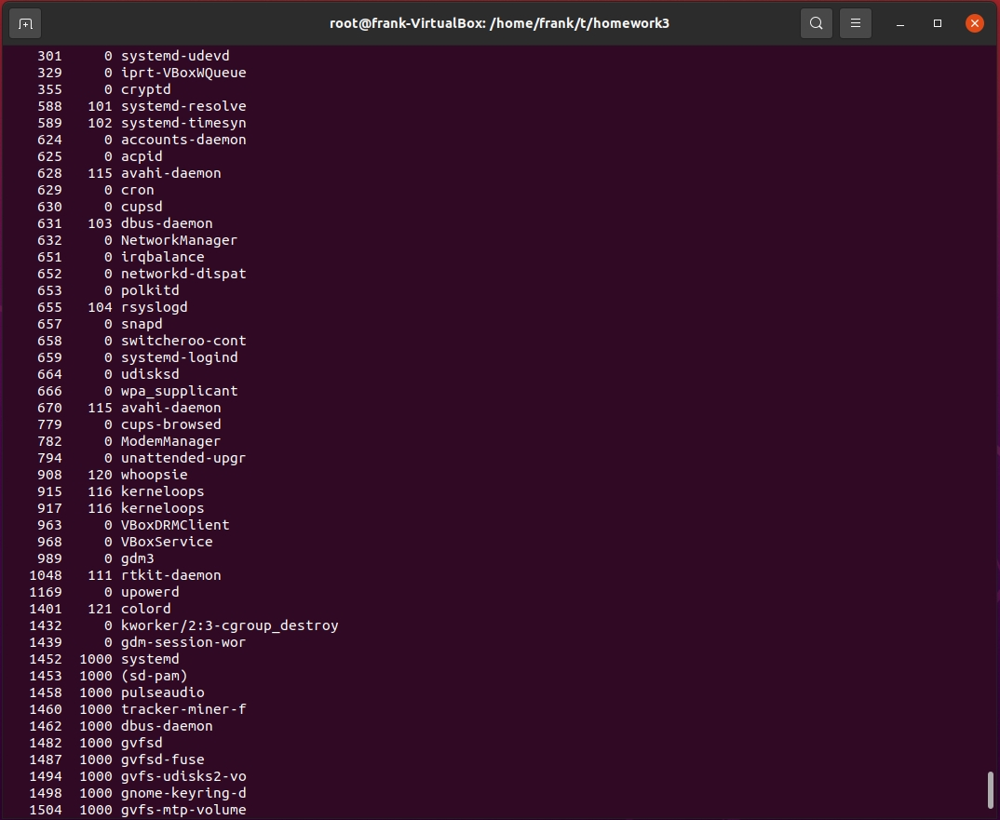 root@frank-VirtualBox: /home/frank/t/homework3
301 0 systemd-udevd
329 0 iprt-VBoxWQueue
355 0 cryptd
588 101 systemd-resolve
589 102 systemd-timesyn
624 0 accounts-daemon
625 0 acpid
628 115 avahi-daemon
629 0 cron
630 0 cupsd
631 103 dbus-daemon
632 0 NetworkManager
651 0 irqbalance
652 0 networkd-dispat
653 0 polkitd
655 104 rsyslogd
657 0 snapd
658 0 switcheroo-cont
659 0 systemd-logind
664 0 udisksd
666 0 wpa_supplicant
670 115 avahi-daemon
779 0 cups-browsed
782 0 ModemManager
794 0 unattended-upgr
908 120 whoopsie
915 116 kerneloops
917 116 kerneloops
963 0 VBoxDRMClient
968 0 VBoxService
989 0 gdm3
1048 111 rtkit-daemon
1169 0 upowerd
1401 121 colord
1432 0 kworker/2:3-cgroup_destroy
1439 0 gdm-session-wor
1452 1000 systemd
1453 1000 (sd-pam)
1458 1000 pulseaudio
1460 1000 tracker-miner-f
1462 1000 dbus-daemon
1482 1000 gvfsd
1487 1000 gvfsd-fuse
1494 1000 gvfs-udisks2-vo
1498 1000 gnome-keyring-d
1504 1000 gvfs-mtp-volume